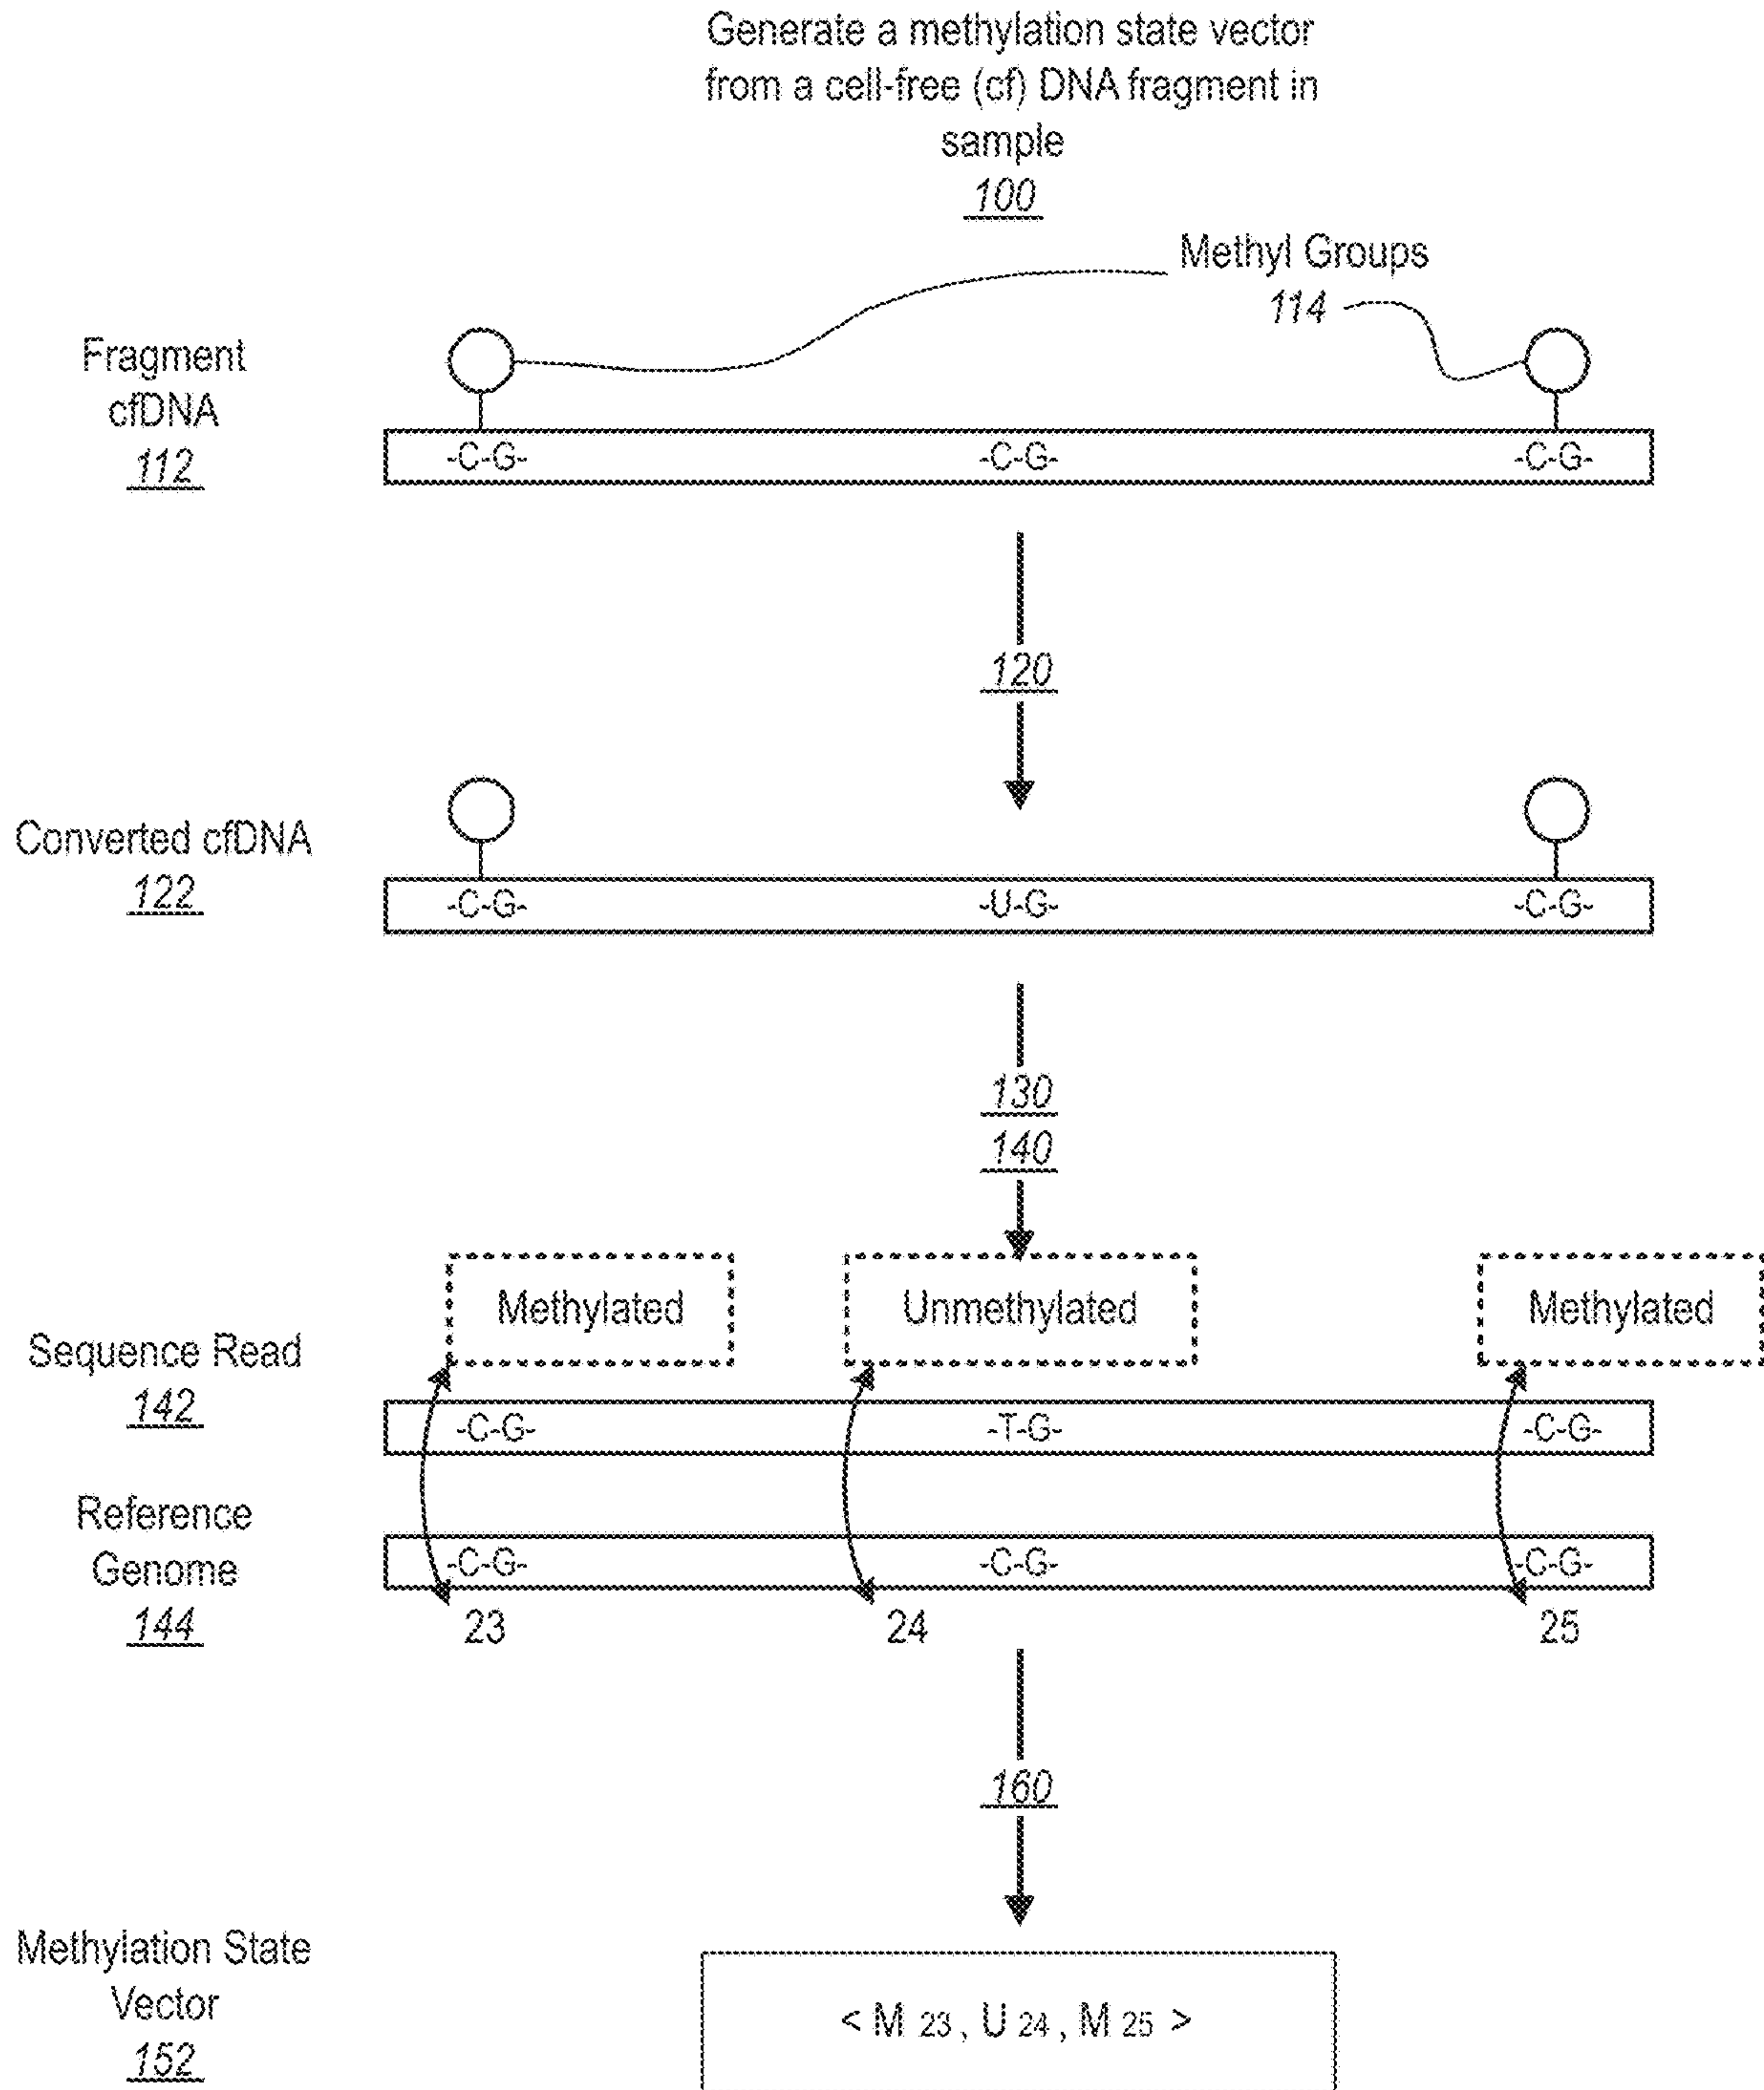 Generate a methylation state vector
from a cell-free (cf) DNA fragment in
sample
100
Methyl Groups
114
Fragment
cfDNA
112
-C-G- -C-G- -C-G-
120
Converted cfDNA
122
-C-G- -U-G- -C-G-
130
140
Methylated Unmethylated Methylated
Sequence Read
142
-C-G- -T-G- -C-G-
Reference
Genome
144
-C-G- -C-G- -C-G-
23 24 25
160
Methylation State
Vector
152
< M 23 , U 24 , M 25 >